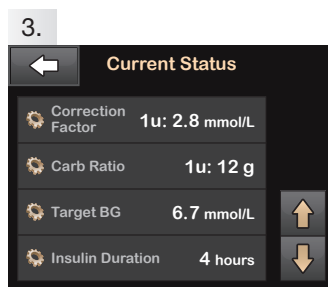 3.
Current Status
Correction Factor 1u: 2.8 mmol/L
Carb Ratio 1u: 12 g
Target BG 6.7 mmol/L
Insulin Duration 4 hours